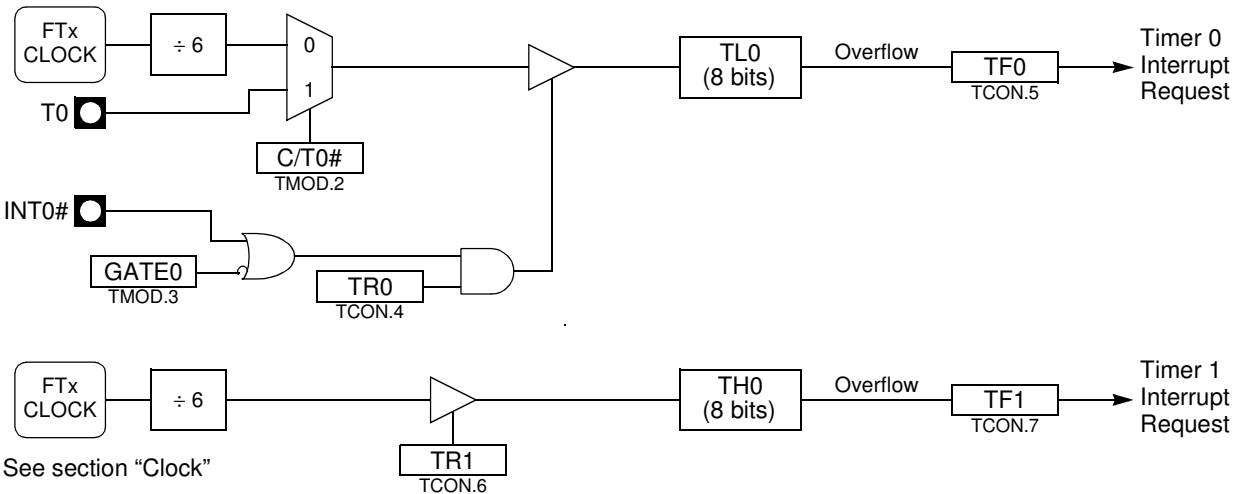 FTx
CLOCK
÷ 6
0
1
T0
C/T0#
TMOD.2
TL0
(8 bits)
Overflow
TF0
TCON.5
Timer 0
Interrupt
Request
INT0#
GATE0
TMOD.3
TR0
TCON.4
FTx
CLOCK
÷ 6
TR1
TCON.6
TH0
(8 bits)
Overflow
TF1
TCON.7
Timer 1
Interrupt
Request
See section “Clock”